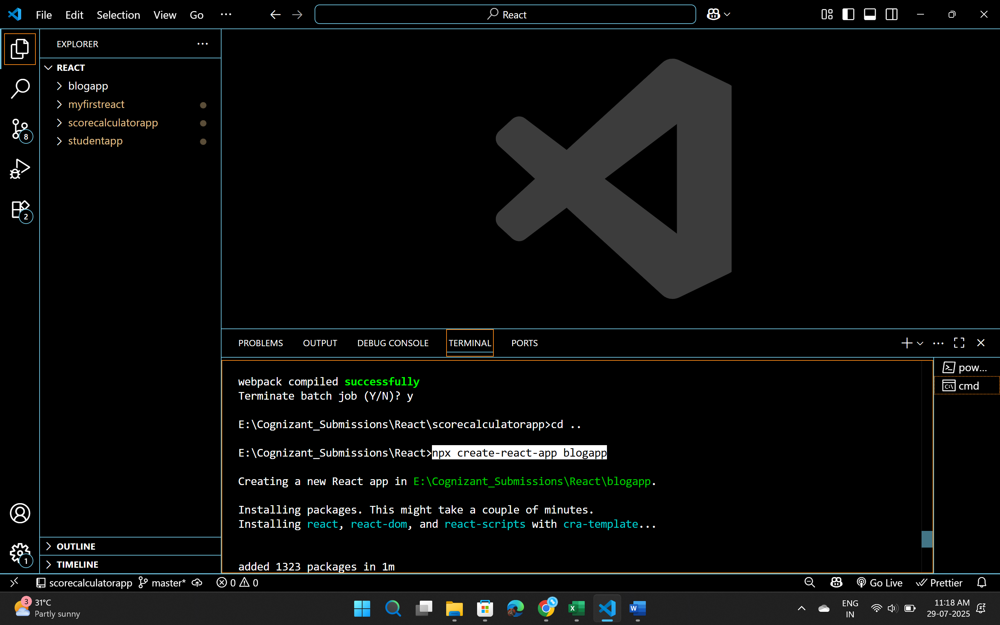 File Edit Selection View Go ...
React
EXPLORER
REACT
blogapp
myfirstreact
scorecalculatorapp
studentapp
8
2
PROBLEMS OUTPUT DEBUG CONSOLE TERMINAL PORTS
pow...
cmd
webpack compiled successfully
Terminate batch job (Y/N)? y
E:\Cognizant_Submissions\React\scorecalculatorapp>cd ..
E:\Cognizant_Submissions\React>npx create-react-app blogapp
Creating a new React app in E:\Cognizant_Submissions\React\blogapp.
Installing packages. This might take a couple of minutes.
Installing react, react-dom, and react-scripts with cra-template...
added 1323 packages in 1m
OUTLINE
TIMELINE
1
scorecalculatorapp master* 0 0 Go Live Prettier
3
31°C
Partly sunny
ENG
IN
11:18 AM
29-07-2025